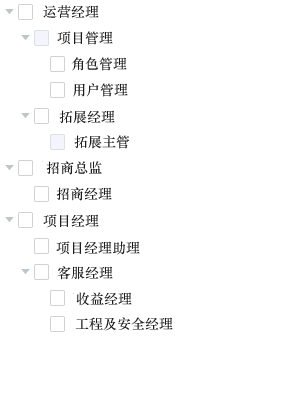 运营经理
项目管理
角色管理
用户管理
拓展经理
拓展主管
招商总监
招商经理
项目经理
项目经理助理
客服经理
收益经理
工程及安全经理